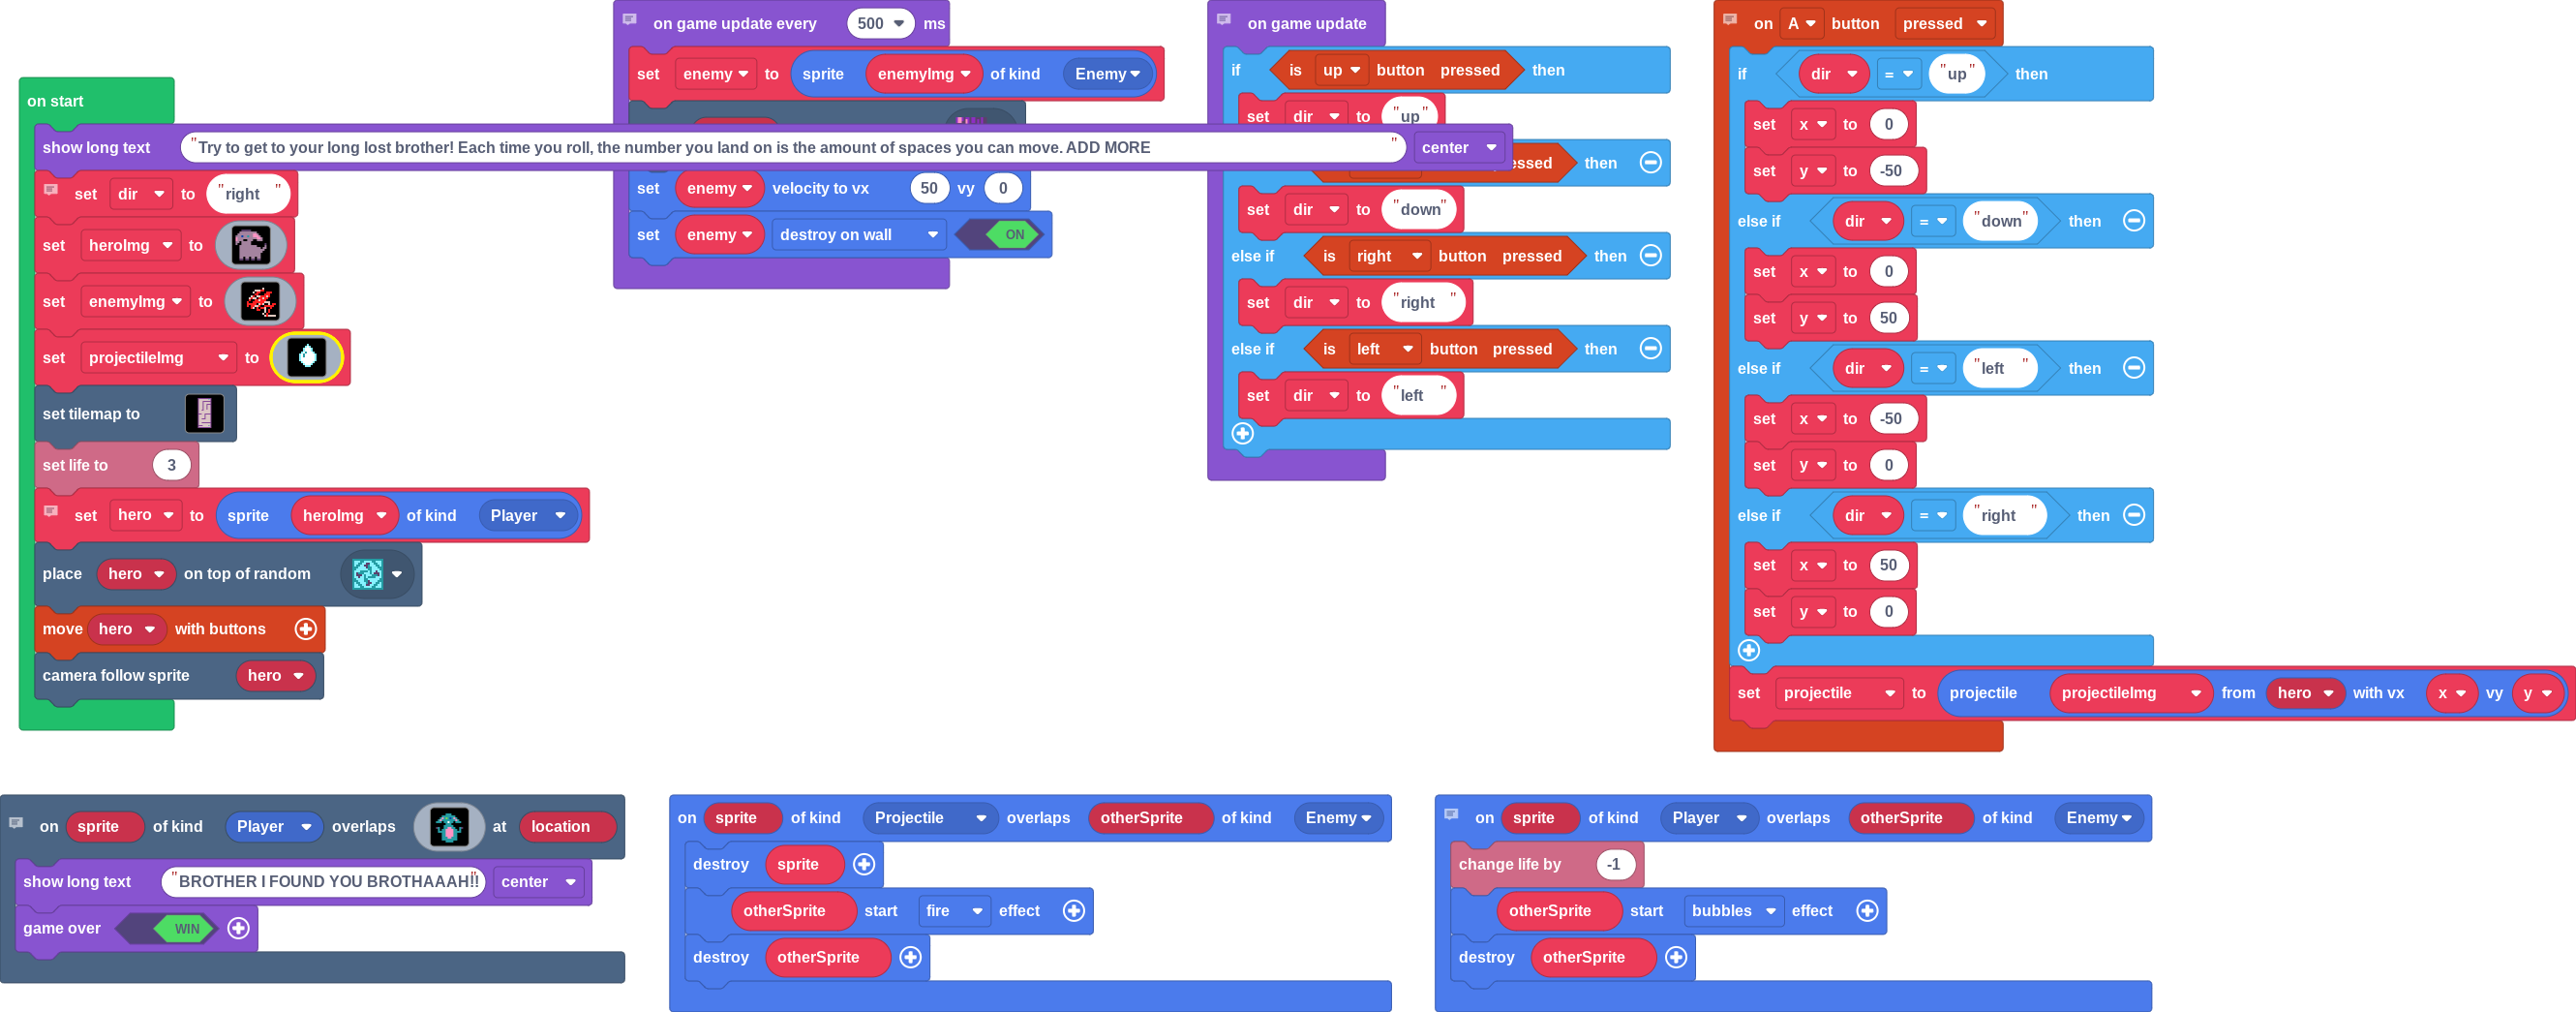 on start
show long text "Try to get to your long lost brother! Each time you roll, the number you land on is the amount of spaces you can move. ADD MORE " center
set dir to "right "
set heroImg to
set enemyImg to
set projectileImg to
set tilemap to
set life to 3
set hero to sprite heroImg of kind Player
place hero on top of random
move hero with buttons
camera follow sprite hero
on game update every 500 ms
set enemy to sprite enemyImg of kind Enemy
set enemy velocity to vx 50 vy 0
set enemy destroy on wall ON
on game update
if is up button pressed then
set dir to "up"
essed then
set dir to "down"
else if is right button pressed then
set dir to "right "
else if is left button pressed then
set dir to "left "
on A button pressed
if dir = "up" then
set x to 0
set y to -50
else if dir = "down" then
set x to 0
set y to 50
else if dir = "left " then
set x to -50
set y to 0
else if dir = "right " then
set x to 50
set y to 0
set projectile to projectile projectileImg from hero with vx x vy y
on sprite of kind Player overlaps at location
show long text "BROTHER I FOUND YOU BROTHAAAH!!" center
game over WIN
on sprite of kind Projectile overlaps otherSprite of kind Enemy
destroy sprite
otherSprite start fire effect
destroy otherSprite
on sprite of kind Player overlaps otherSprite of kind Enemy
change life by -1
otherSprite start bubbles effect
destroy otherSprite